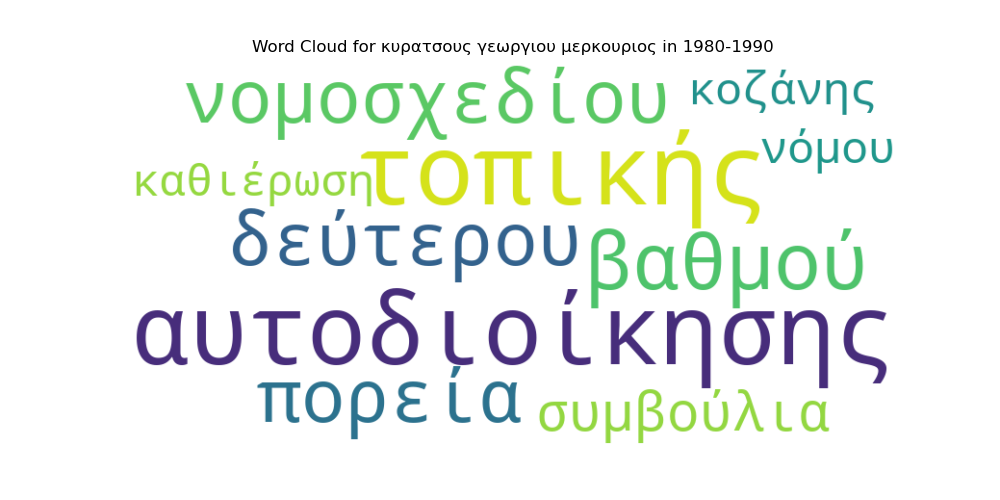 Word Cloud for κυρατσους γεωργιου μερκουριος in 1980-1990
νομοσχεδίου κοζάνης
τοπικής νόμου
καθιέρωση
δεύτερου βαθμού
αυτοδιοίκησης
πορεία συμβούλια